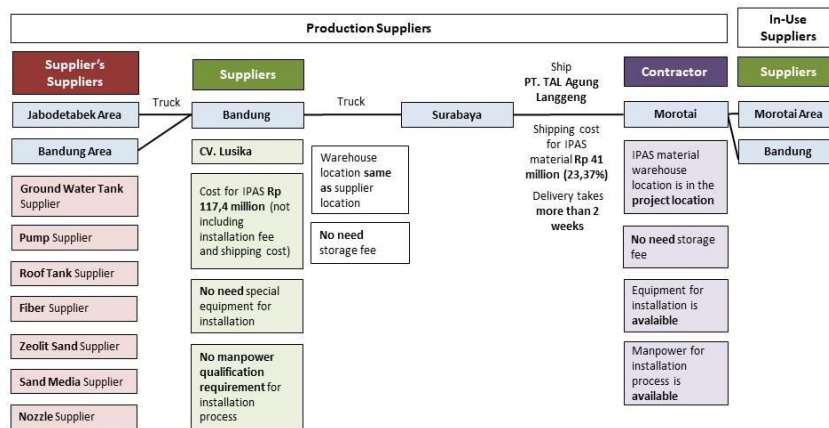 Production Suppliers
In-Use
Suppliers
Supplier's
Suppliers
Suppliers
Ship
PT. TAL Agung
Langgeng
Contractor
Suppliers
Jabodetabek Area
Truck
Bandung
Truck
Surabaya
Morotai
Morotai Area
Bandung Area
CV. Lusika
Warehouse
location same
as supplier
location
Shipping cost
for IPAS
material Rp 41
million (23,37%)
IPAS material
warehouse
location is in the
project location
Bandung
Ground Water Tank
Supplier
Cost for IPAS Rp
117,4 million (not
including
installation fee
and shipping cost)
Delivery takes
more than 2
weeks
Pump Supplier
No need
storage fee
No need storage
fee
Roof Tank Supplier
No need special
equipment for
installation
Equipment for
installation is
avalaible
Fiber Supplier
Zeolit Sand Supplier
No manpower
qualification
requirement for
installation
process
Manpower for
installation
process is
available
Sand Media Supplier
Nozzle Supplier